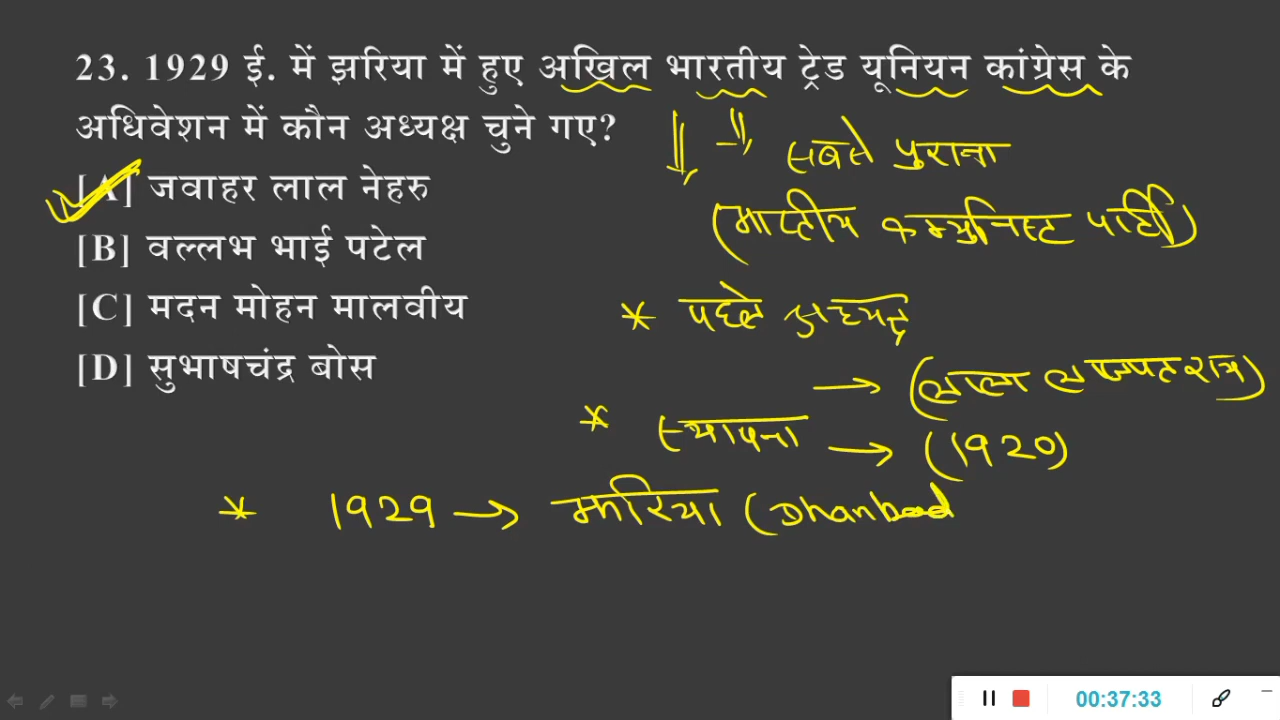 23. 1929 ई. में झरिया में हुए अखिल भारतीय ट्रेड यूनियन कांग्रेस के
अधिवेशन में कौन अध्यक्ष चुने गए?
[A] जवाहर लाल नेहरु
[B] वल्लभ भाई पटेल
[C] मदन मोहन मालवीय
[D] सुभाषचंद्र बोस
सबसे पुराना
(भारतीय कम्युनिस्ट पार्टी)
* पहले अध्यक्ष
→ (लाला लाजपत राय)
* स्थापना → (1920)
* 1929 → झरिया (Dhanbad
00:37:33